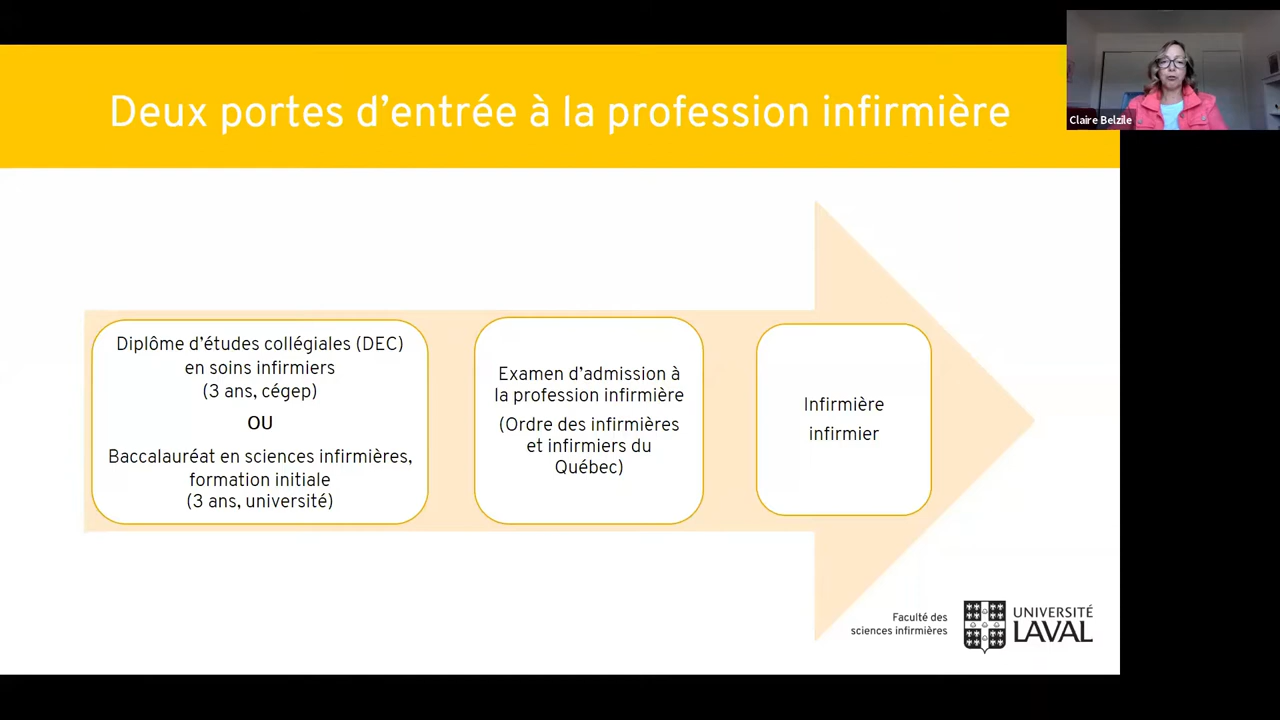 Deux portes d'entrée à la profession infirmière
Claire Belzile
Diplôme d'études collégiales (DEC)
en soins infirmiers
(3 ans, cégep)
OU
Baccalauréat en sciences infirmières,
formation initiale
(3 ans, université)
Examen d'admission à
la profession infirmière
(Ordre des infirmières
et infirmiers du
Québec)
Infirmière
infirmier
Faculté des
sciences infirmières
UNIVERSITÉ
LAVAL